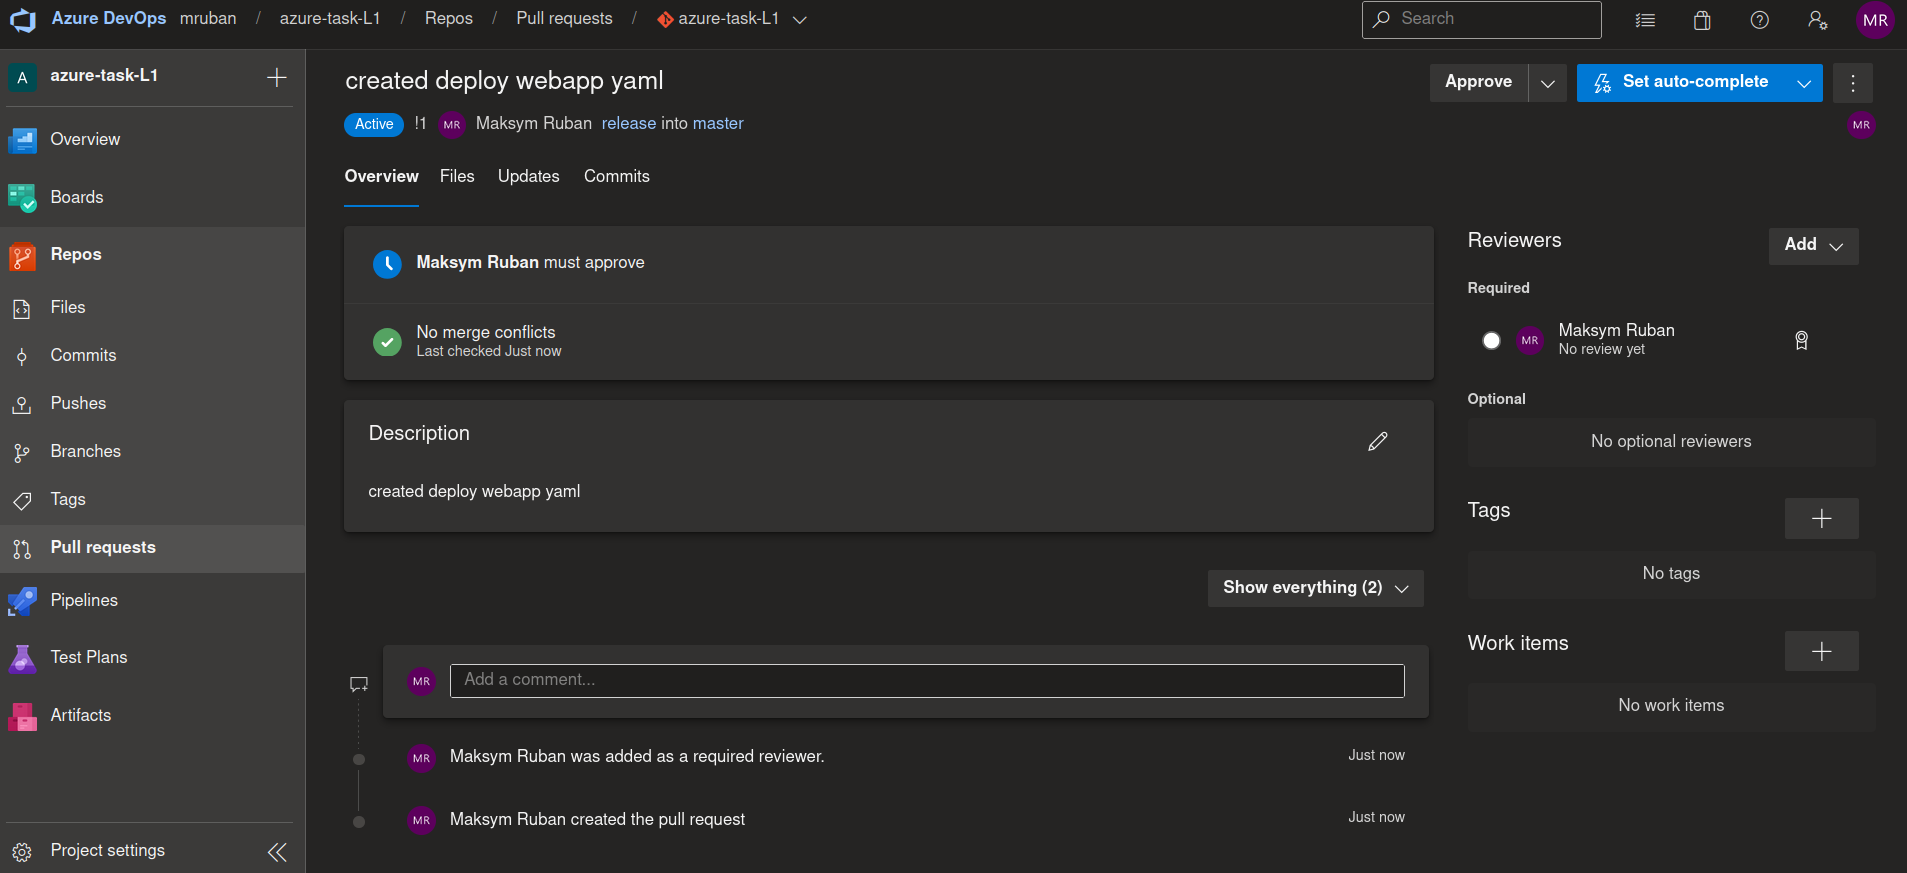 Azure DevOps mruban / azure-task-L1 / Repos / Pull requests / azure-task-L1
Search
MR
A azure-task-L1
Overview
Boards
Repos
Files
Commits
Pushes
Branches
Tags
Pull requests
Pipelines
Test Plans
Artifacts
Project settings
created deploy webapp yaml
Approve
Set auto-complete
Active !1 MR Maksym Ruban release into master
MR
Overview Files Updates Commits
Maksym Ruban must approve
No merge conflicts
Last checked Just now
Description
created deploy webapp yaml
Show everything (2)
MR Add a comment...
MR Maksym Ruban was added as a required reviewer. Just now
MR Maksym Ruban created the pull request Just now
Reviewers
Add
Required
MR Maksym Ruban
No review yet
Optional
No optional reviewers
Tags
No tags
Work items
No work items